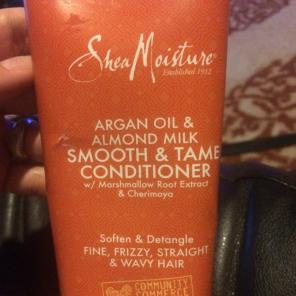 SheaMoisture®
Established 1912
ARGAN OIL &
ALMOND MILK
SMOOTH & TAME
CONDITIONER
w/ Marshmallow Root Extract
& Cherimoya
Soften & Detangle
FINE, FRIZZY, STRAIGHT
& WAVY HAIR
COMMUNITY
COMMERCE